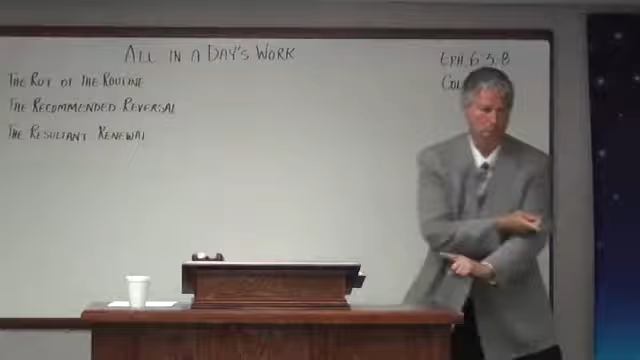 ALL IN A DAY'S WORK
EPH 6:5-8
COL
THE RUT OF THE ROUTINE
THE RECOMMENDED REVERSAL
THE RESULTANT RENEWAL